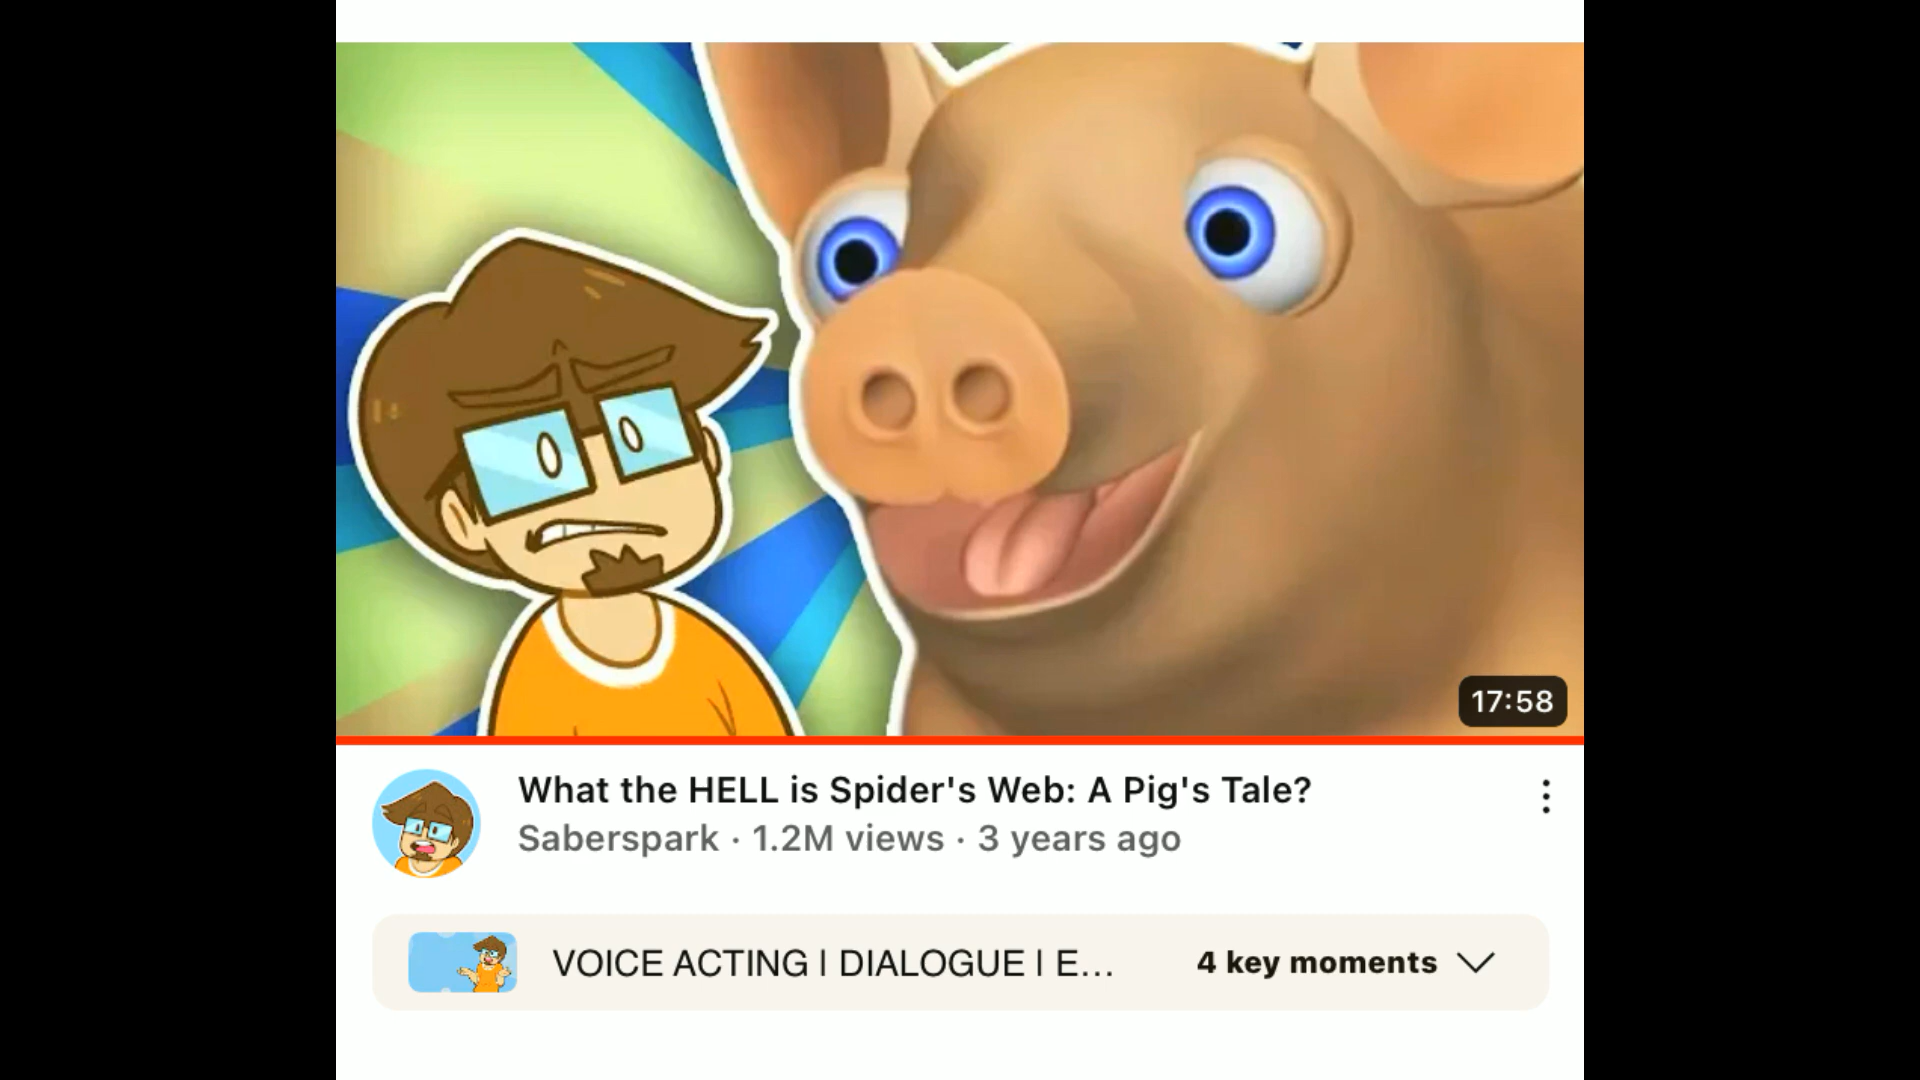 17:58
What the HELL is Spider's Web: A Pig's Tale?
Saberspark · 1.2M views · 3 years ago
VOICE ACTING | DIALOGUE | E... 4 key moments